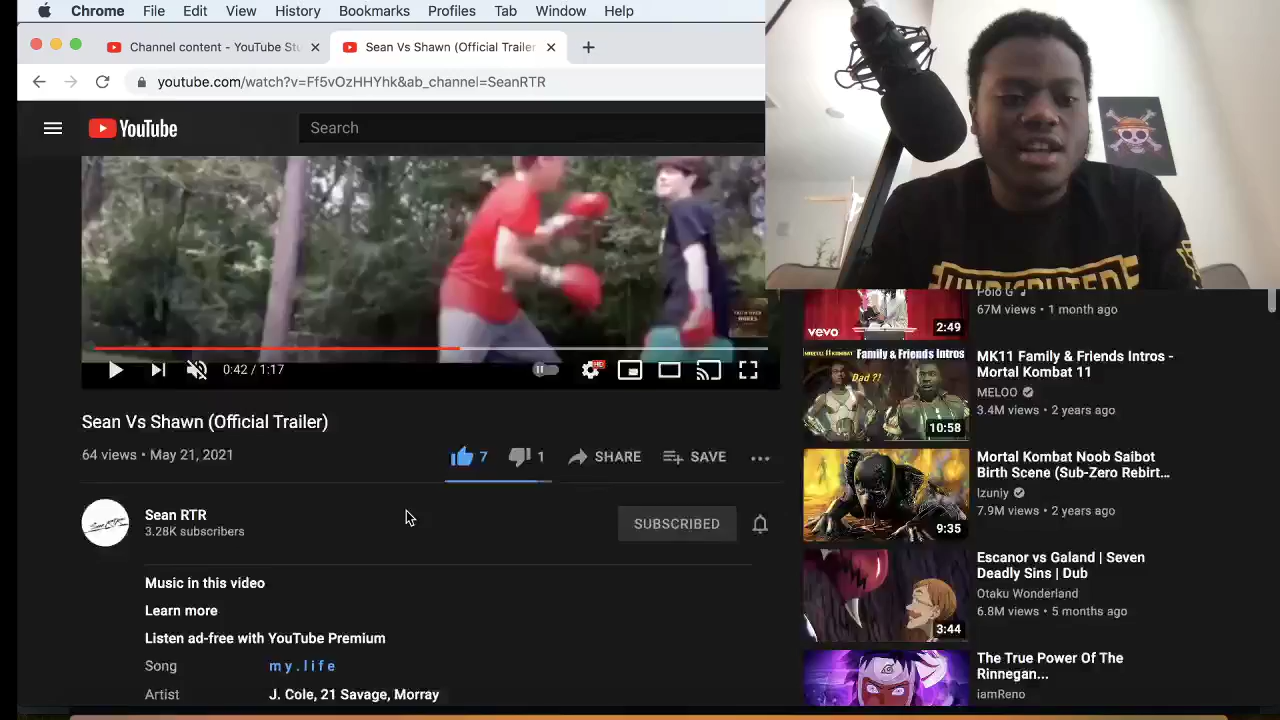 Chrome File Edit View History Bookmarks Profiles Tab Window Help
Channel content - YouTube Stu
Sean Vs Shawn (Official Trailer
youtube.com/watch?v=Ff5vOzHHYhk&ab_channel=SeanRTR
YouTube
Search
0:42 / 1:17
HD
Sean Vs Shawn (Official Trailer)
64 views • May 21, 2021
7 1 SHARE SAVE
Sean RTR
3.28K subscribers
SUBSCRIBED
Music in this video
Learn more
Listen ad-free with YouTube Premium
Song my.life
Artist J. Cole, 21 Savage, Morray
Polo G
67M views • 1 month ago
vevo
2:49
Family & Friends Intros
Dad ?!
10:58
MK11 Family & Friends Intros -
Mortal Kombat 11
MELOO
3.4M views • 2 years ago
9:35
Mortal Kombat Noob Saibot
Birth Scene (Sub-Zero Rebirt...
Izuniy
7.9M views • 2 years ago
3:44
Escanor vs Galand | Seven
Deadly Sins | Dub
Otaku Wonderland
6.8M views • 5 months ago
The True Power Of The
Rinnegan...
iamReno